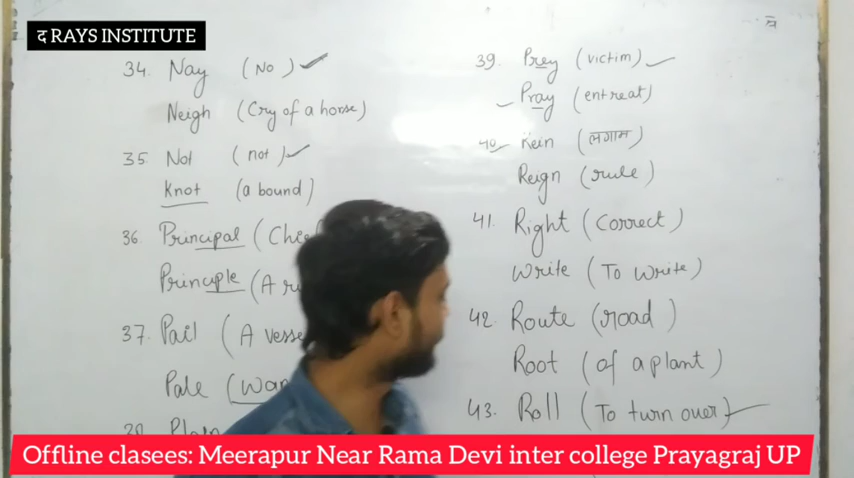 द RAYS INSTITUTE
34. Nay (No)
Neigh (Cry of a horse)
35. Not (not)
Knot (a bound)
36. Principal (Chie
Principle (A ru
37. Pail (A vesse
Pale (Wan
38. Plain
39. Prey (victim)
Pray (entreat)
40 Rein (लगाम)
Reign (rule)
41. Right (Correct)
Write (To write)
42. Route (road)
Root (of a plant)
43. Roll (To turn over)
Offline clasees: Meerapur Near Rama Devi inter college Prayagraj UP